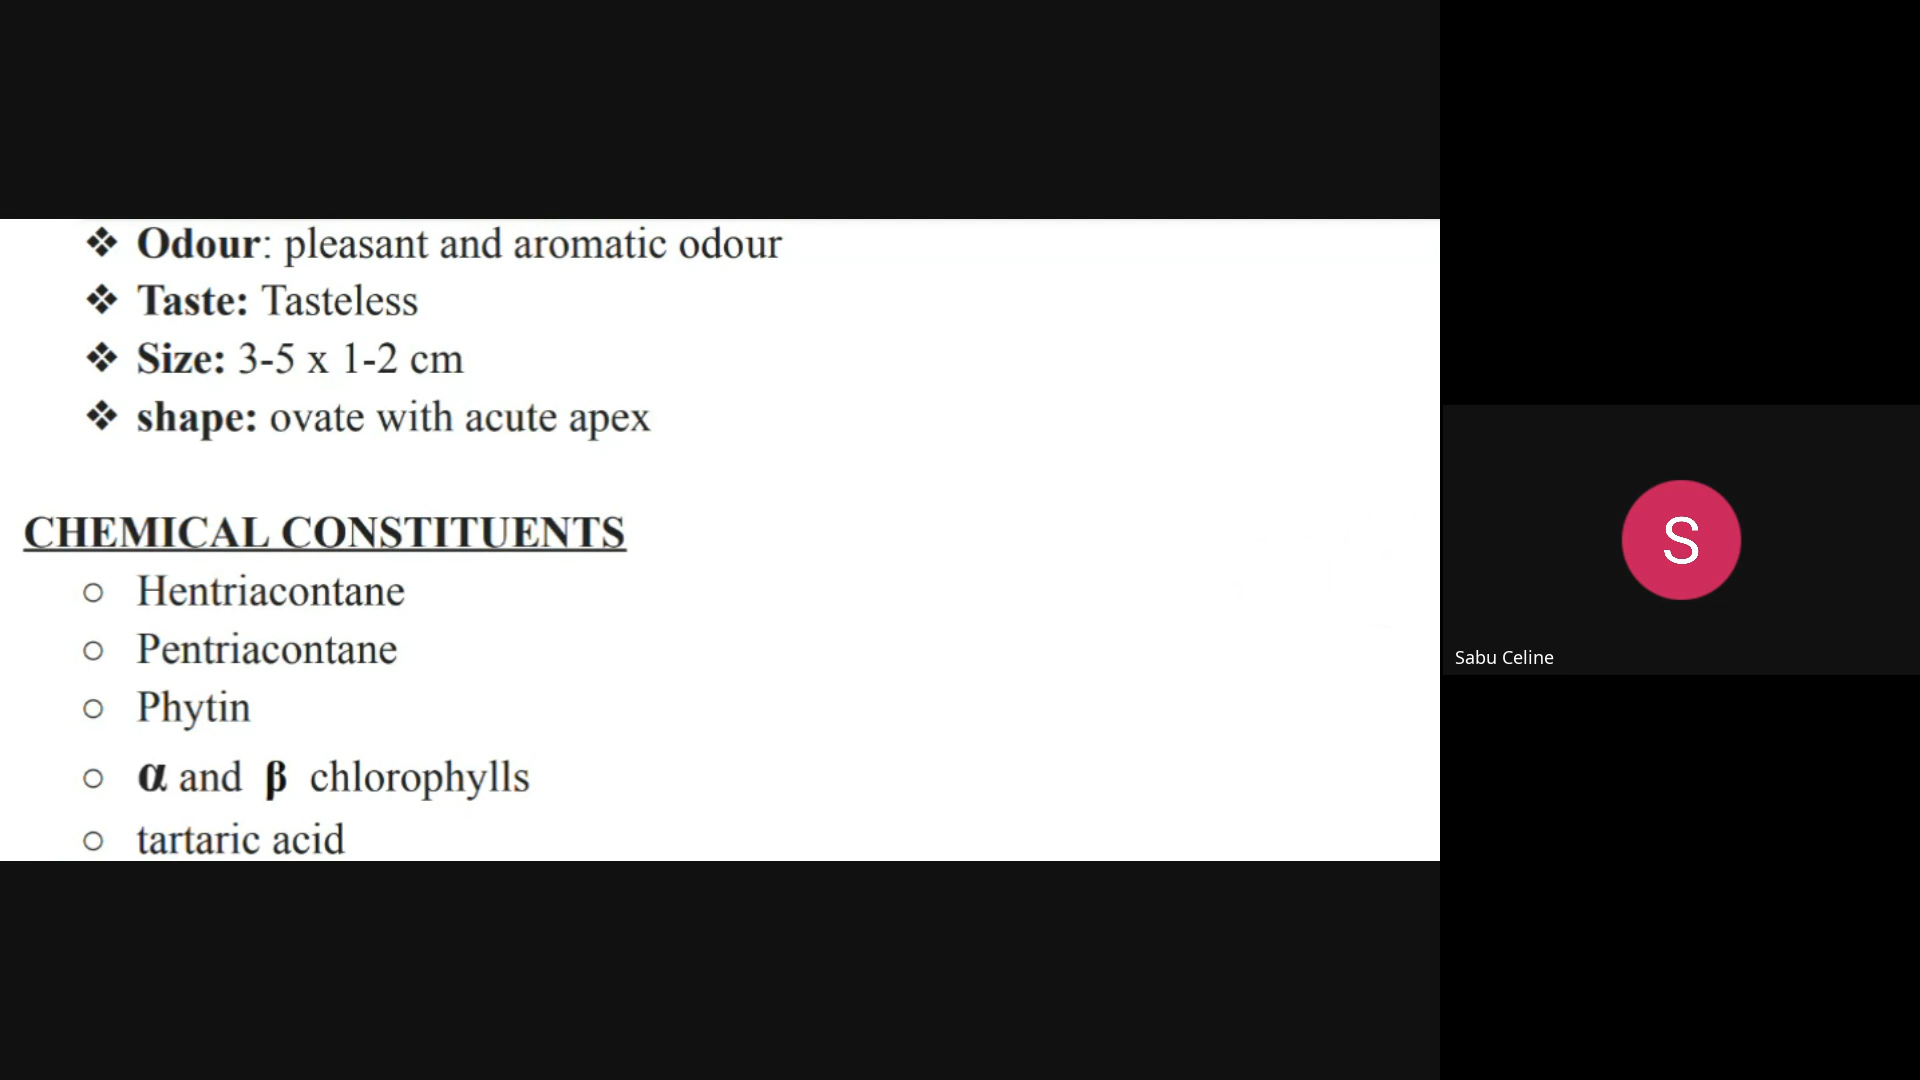 ❖ Odour: pleasant and aromatic odour
❖ Taste: Tasteless
❖ Size: 3-5 x 1-2 cm
❖ shape: ovate with acute apex
CHEMICAL CONSTITUENTS
○ Hentriacontane
○ Pentriacontane
○ Phytin
○ α and β chlorophylls
○ tartaric acid
S
Sabu Celine